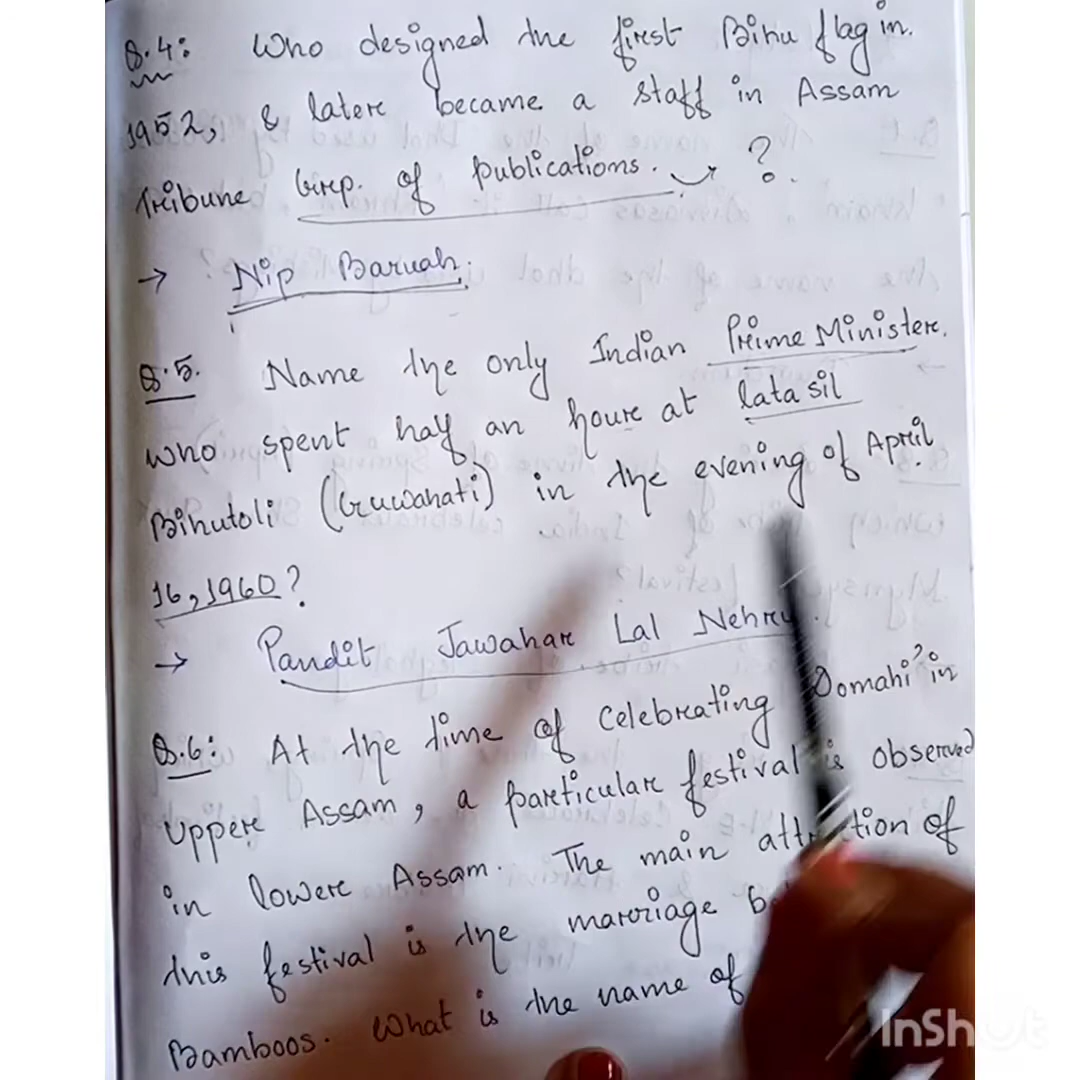 Q.4: Who designed the first Bihu flag in.
1952, & later became a staff in Assam
Tribune Grp. of publications. ?
→ Nip Baruah.
Q.5. Name the only Indian Prime Minister.
who spent half an hour at latasil
Bihutoli (Guwahati) in the evening of April
16, 1960?
→ Pandit Jawahar Lal Nehru.
Q.6: At the time of celebrating Domahi in
Upper Assam, a particular festival is observed
in lower Assam. The main attraction of
this festival is the marriage
Bamboos. What is the name of
InShot